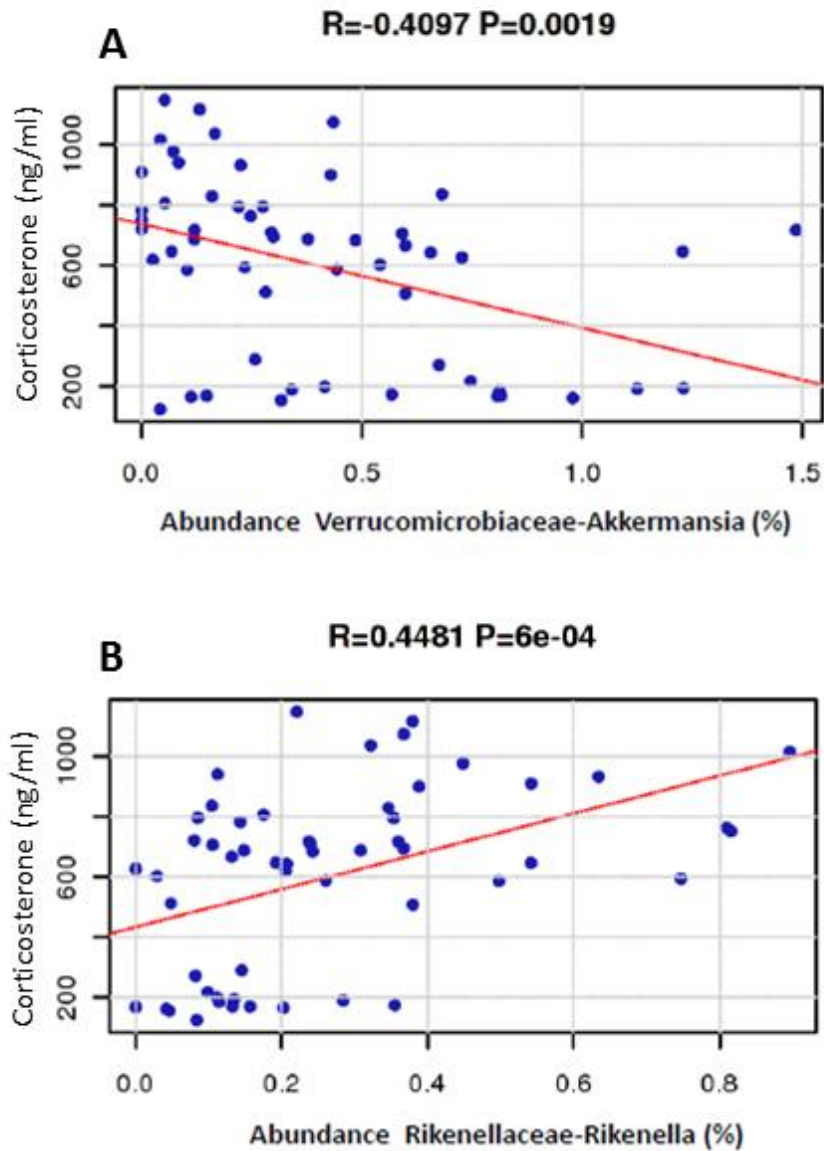 A
R=-0.4097 P=0.0019
Corticosterone (ng/ml)
1000
600
200
0.0 0.5 1.0 1.5
Abundance Verrucomicrobiaceae-Akkermansia (%)
B
R=0.4481 P=6e-04
Corticosterone (ng/ml)
1000
600
200
0.0 0.2 0.4 0.6 0.8
Abundance Rikenellaceae-Rikenella (%)